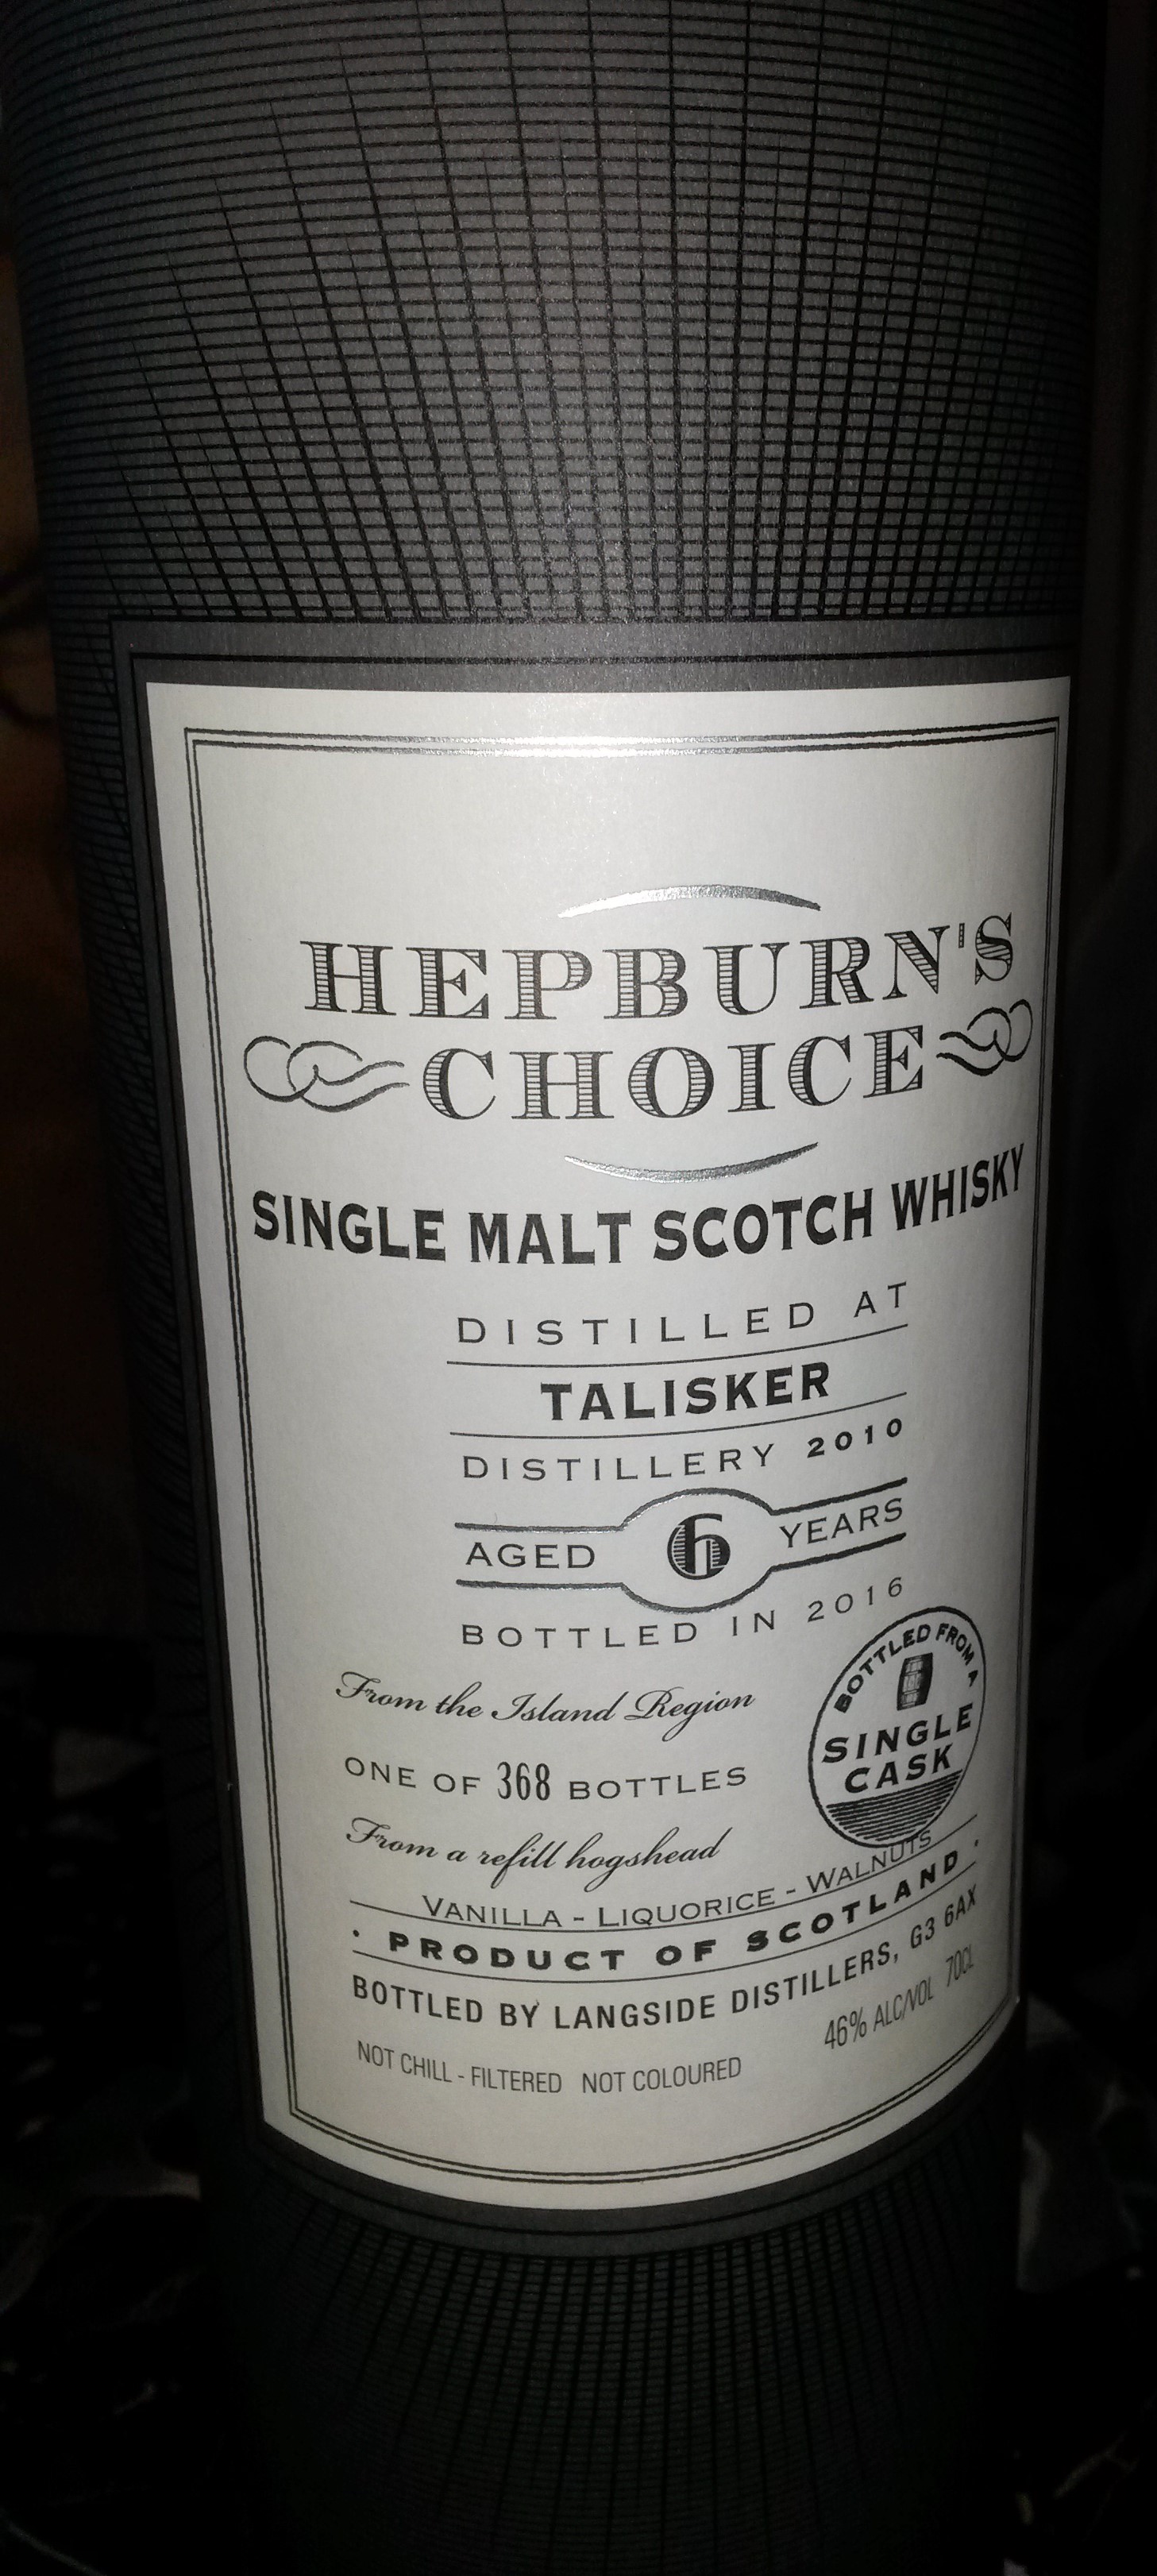 HEPBURN'S
CHOICE
SINGLE MALT SCOTCH WHISKY
DISTILLED AT
TALISKER
DISTILLERY 2010
AGED 6 YEARS
BOTTLED IN 2016
BOTTLED FROM A
SINGLE
CASK
From the Island Region
ONE OF 368 BOTTLES
From a refill hogshead
VANILLA - LIQUORICE - WALNUTS
· PRODUCT OF SCOTLAND ·
BOTTLED BY LANGSIDE DISTILLERS, G3 6AX
46% ALC/VOL 70CL
NOT CHILL - FILTERED NOT COLOURED